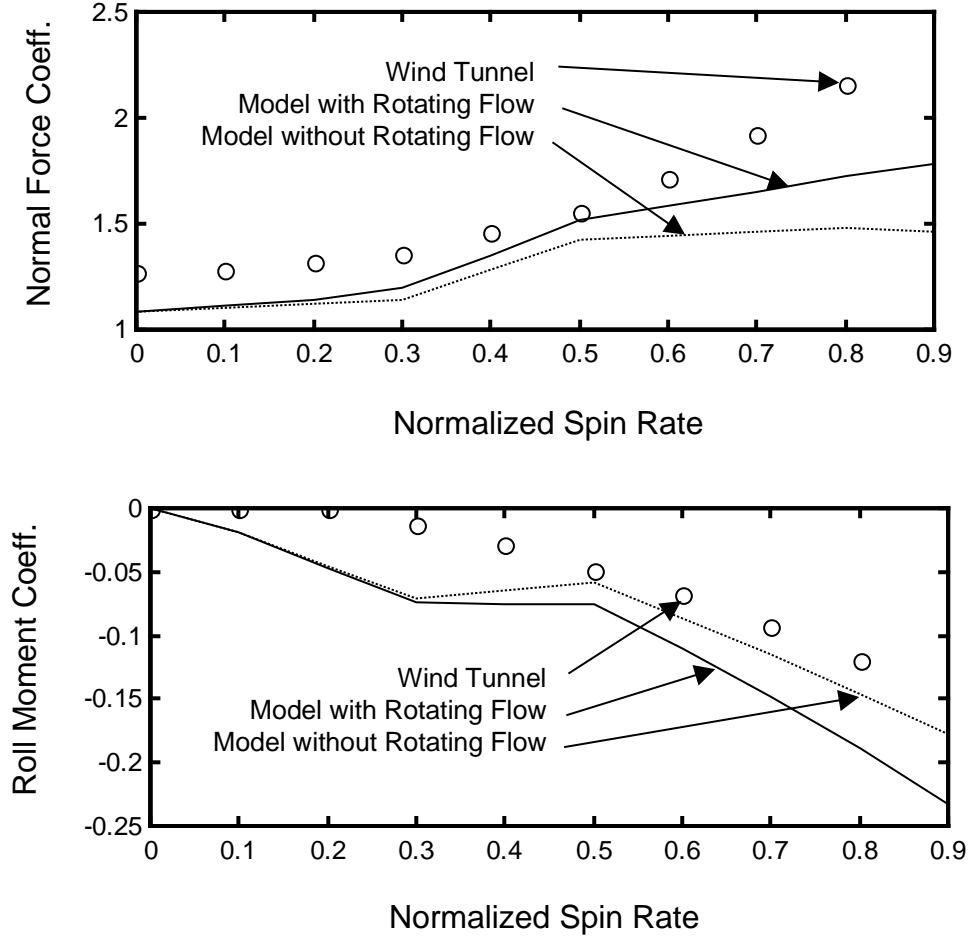 2.5
2
1.5
1
Normal Force Coeff.
Wind Tunnel
Model with Rotating Flow
Model without Rotating Flow
0 0.1 0.2 0.3 0.4 0.5 0.6 0.7 0.8 0.9
Normalized Spin Rate
0
-0.05
-0.1
-0.15
-0.2
-0.25
Roll Moment Coeff.
Wind Tunnel
Model with Rotating Flow
Model without Rotating Flow
0 0.1 0.2 0.3 0.4 0.5 0.6 0.7 0.8 0.9
Normalized Spin Rate